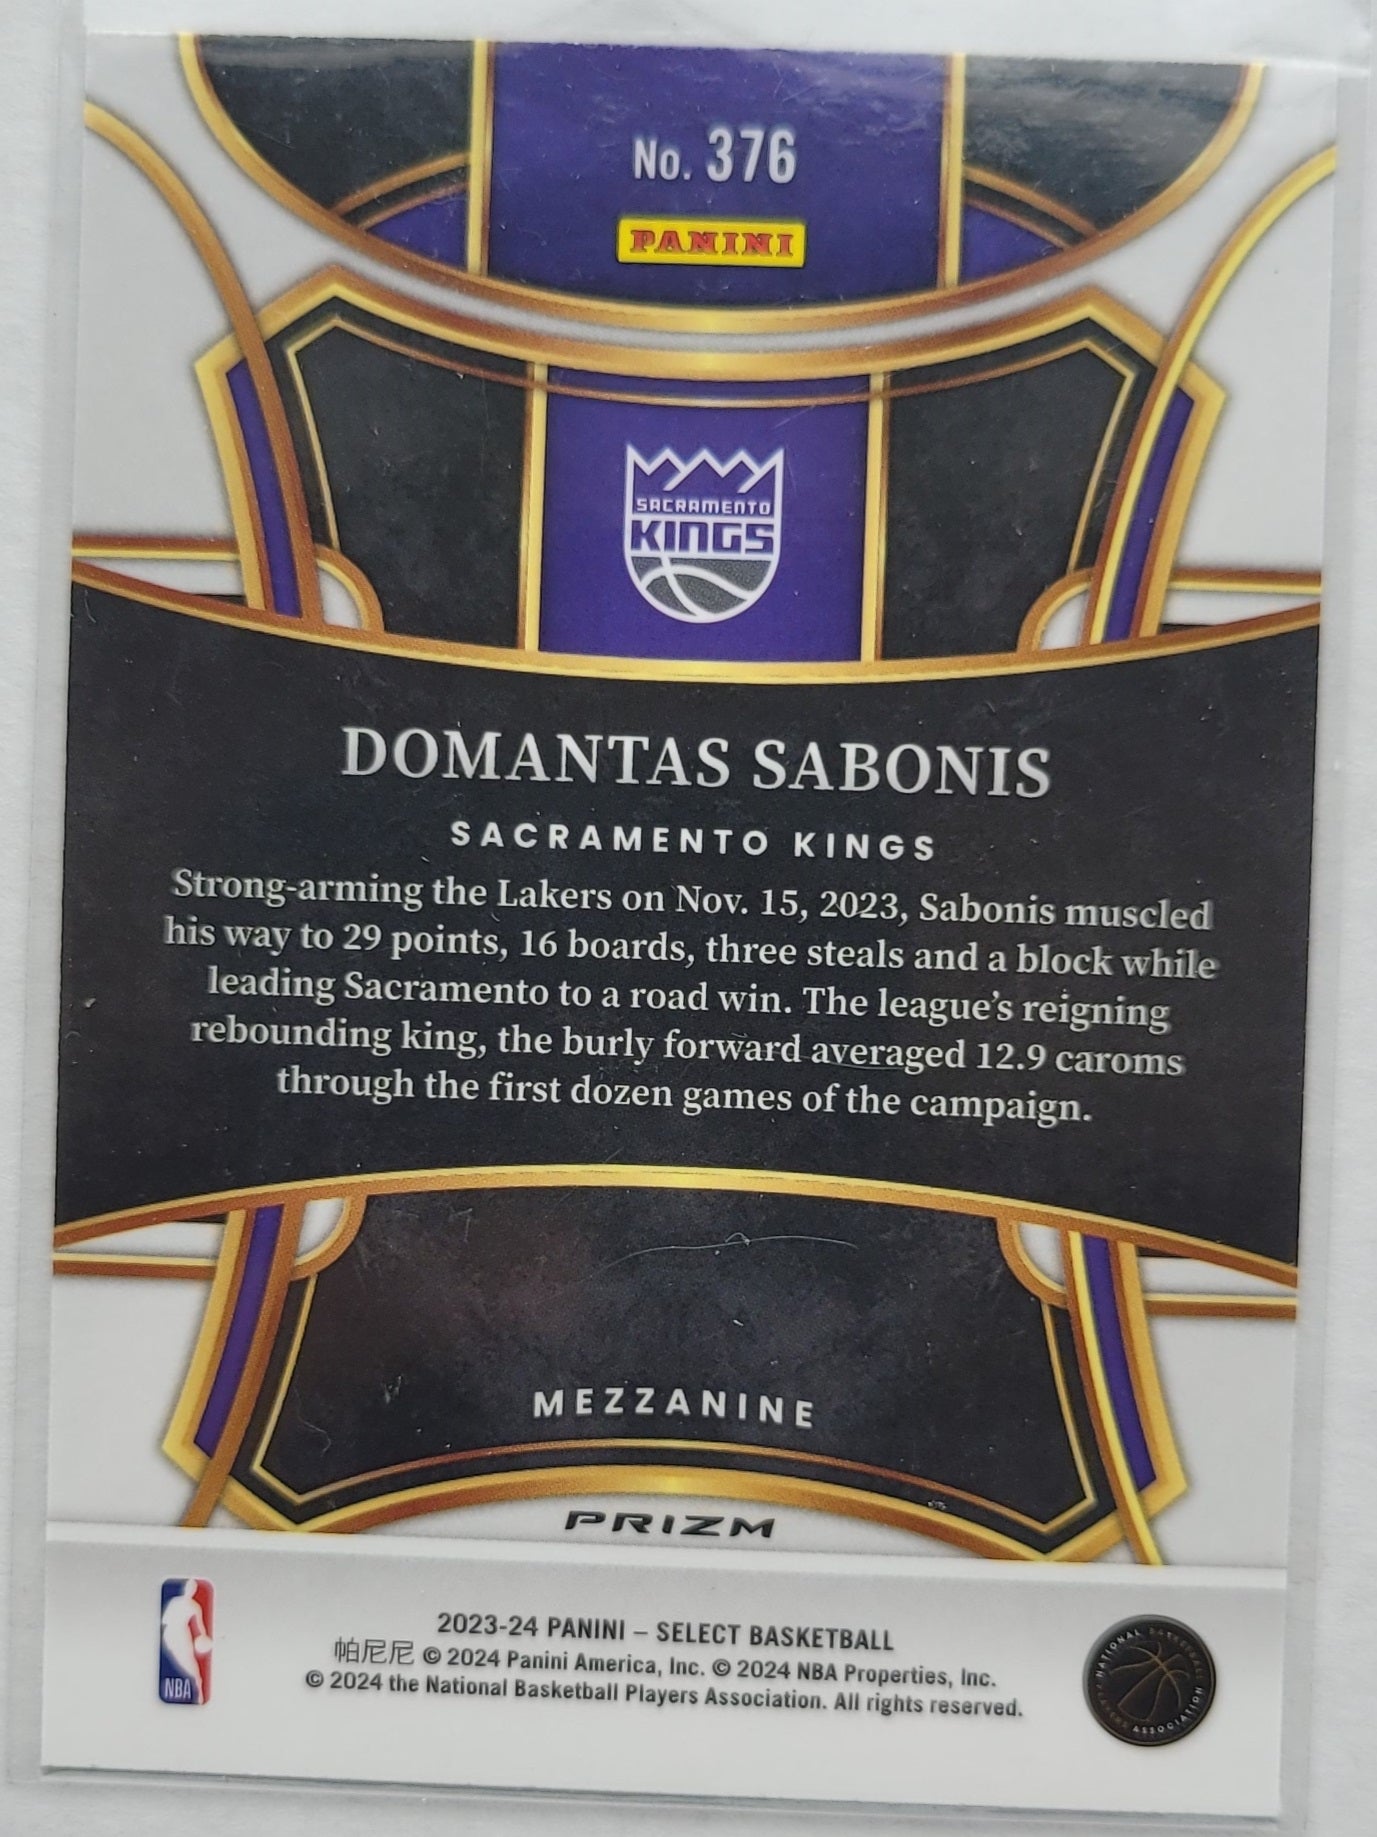 No. 376
PANINI
SACRAMENTO
KINGS
DOMANTAS SABONIS
SACRAMENTO KINGS
Strong-arming the Lakers on Nov. 15, 2023, Sabonis muscled
his way to 29 points, 16 boards, three steals and a block while
leading Sacramento to a road win. The league's reigning
rebounding king, the burly forward averaged 12.9 caroms
through the first dozen games of the campaign.
MEZZANINE
PRIZM
2023-24 PANINI – SELECT BASKETBALL
帕尼尼 © 2024 Panini America, Inc. © 2024 NBA Properties, Inc.
© 2024 the National Basketball Players Association. All rights reserved.
NBA
NATIONAL BASKETBALL
PLAYERS ASSOCIATION